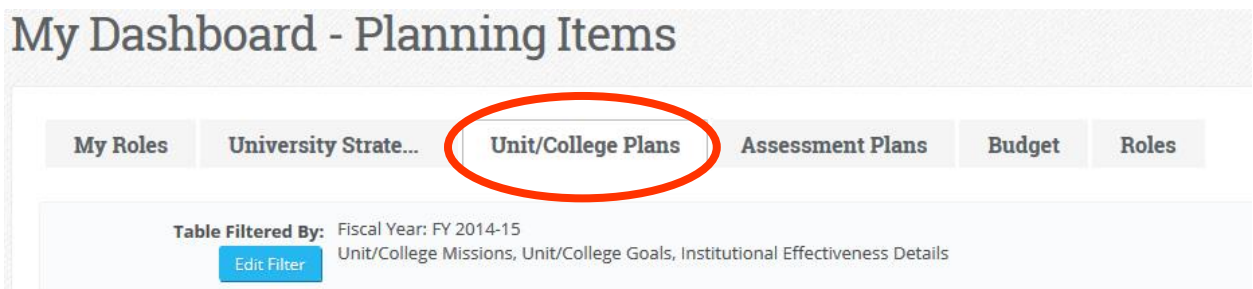 My Dashboard - Planning Items
My Roles University Strate... Unit/College Plans Assessment Plans Budget Roles
Table Filtered By: Fiscal Year: FY 2014-15
Edit Filter Unit/College Missions, Unit/College Goals, Institutional Effectiveness Details